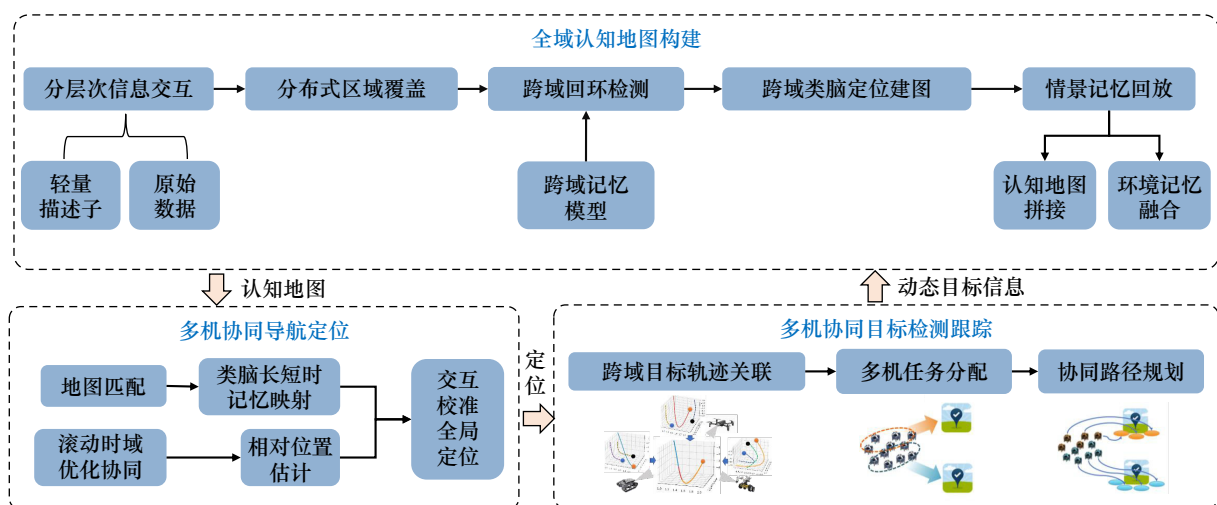 全域认知地图构建
分层次信息交互
分布式区域覆盖
跨域回环检测
跨域类脑定位建图
情景记忆回放
轻量
描述子
原始
数据
跨域记忆
模型
认知地图
拼接
环境记忆
融合
认知地图
动态目标信息
多机协同导航定位
地图匹配
类脑长短时
记忆映射
滚动时域
优化协同
相对位置
估计
交互
校准
全局
定位
定位
多机协同目标检测跟踪
跨域目标轨迹关联
多机任务分配
协同路径规划